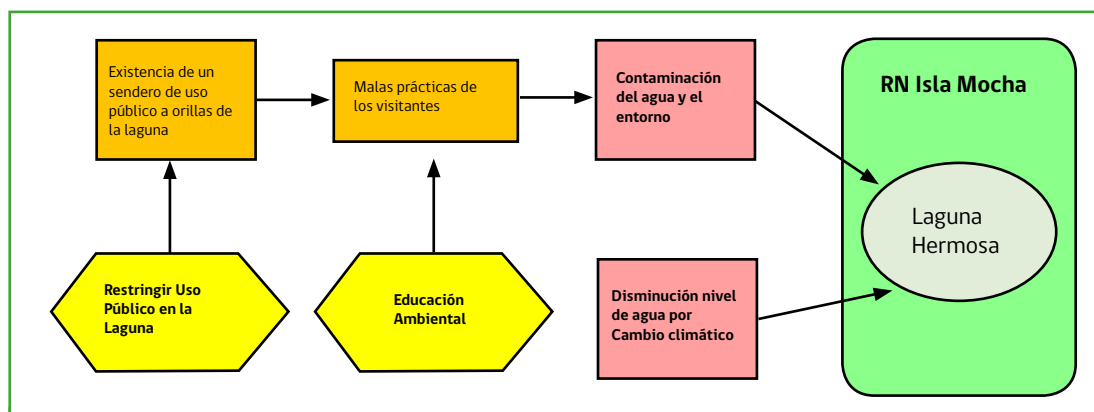 Existencia de un
sendero de uso
público a orillas de
la laguna
Malas prácticas de
los visitantes
Contaminación
del agua y el
entorno
RN Isla Mocha
Laguna
Hermosa
Restringir Uso
Público en la
Laguna
Educación
Ambiental
Disminución nivel
de agua por
Cambio climático